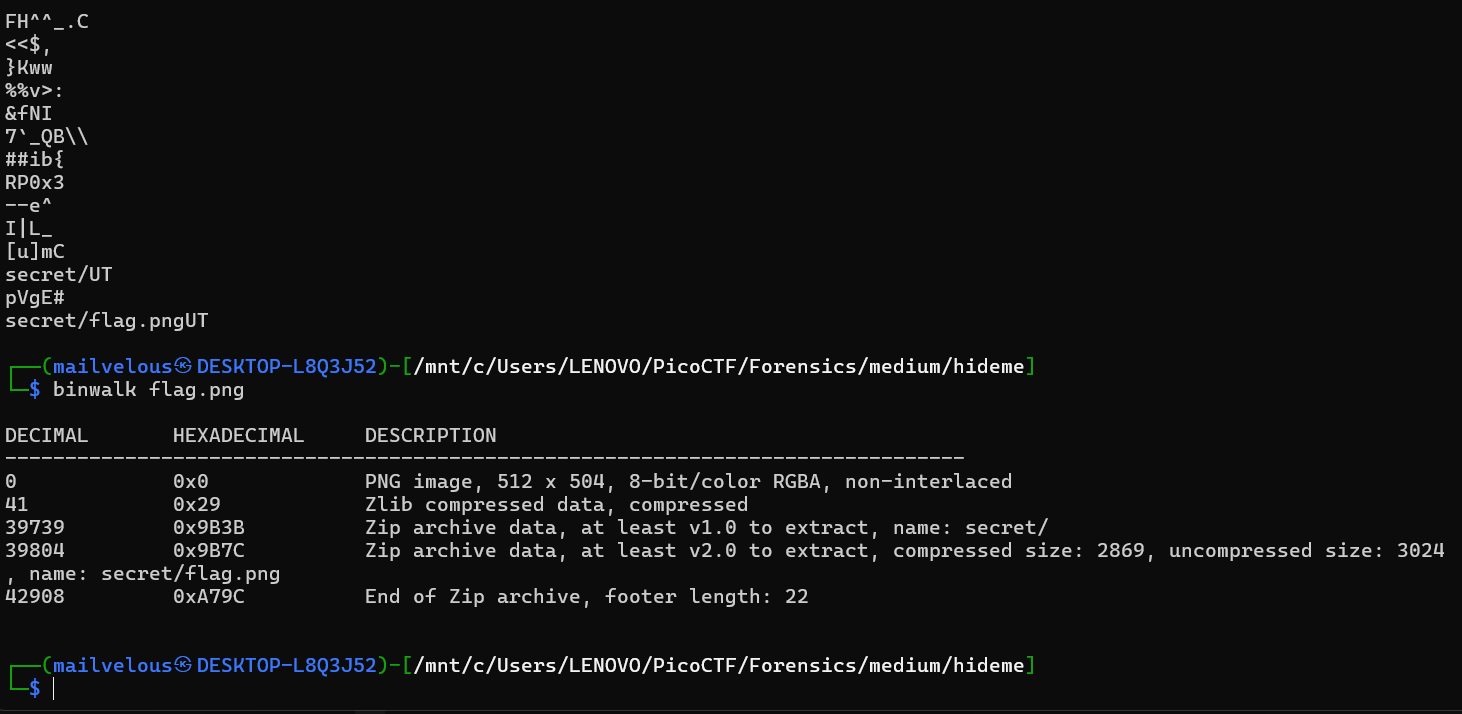 FH^^_.C
<<$,
}Kww
%%v>:
&fNI
7`_QB\\
##ib{
RP0x3
--e^
I|L_
[u]mC
secret/UT
pVgE#
secret/flag.pngUT
┌──(mailvelous㉿DESKTOP-L8Q3J52)-[/mnt/c/Users/LENOVO/PicoCTF/Forensics/medium/hideme]
└─$ binwalk flag.png
DECIMAL       HEXADECIMAL     DESCRIPTION
--------------------------------------------------------------------------------
0             0x0             PNG image, 512 x 504, 8-bit/color RGBA, non-interlaced
41            0x29            Zlib compressed data, compressed
39739         0x9B3B          Zip archive data, at least v1.0 to extract, name: secret/
39804         0x9B7C          Zip archive data, at least v2.0 to extract, compressed size: 2869, uncompressed size: 3024
, name: secret/flag.png
42908         0xA79C          End of Zip archive, footer length: 22
┌──(mailvelous㉿DESKTOP-L8Q3J52)-[/mnt/c/Users/LENOVO/PicoCTF/Forensics/medium/hideme]
└─$